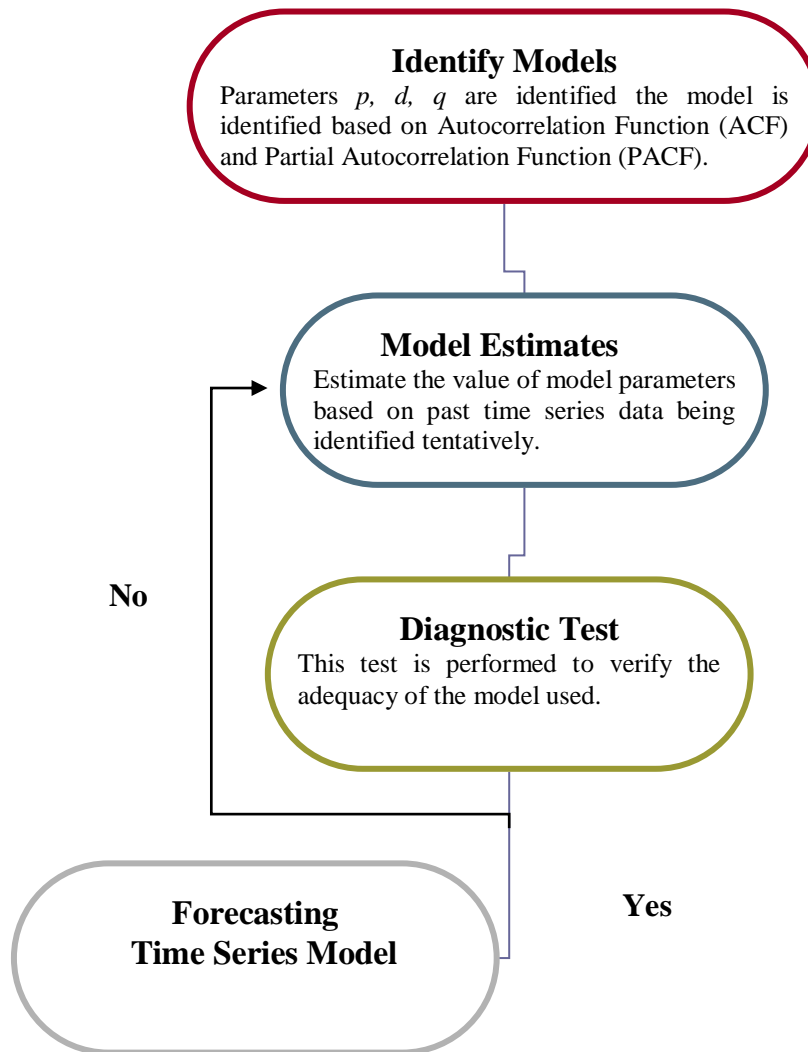 Identify Models
Parameters p, d, q are identified the model is
identified based on Autocorrelation Function (ACF)
and Partial Autocorrelation Function (PACF).
Model Estimates
Estimate the value of model parameters
based on past time series data being
identified tentatively.
No
Diagnostic Test
This test is performed to verify the
adequacy of the model used.
Forecasting
Time Series Model
Yes